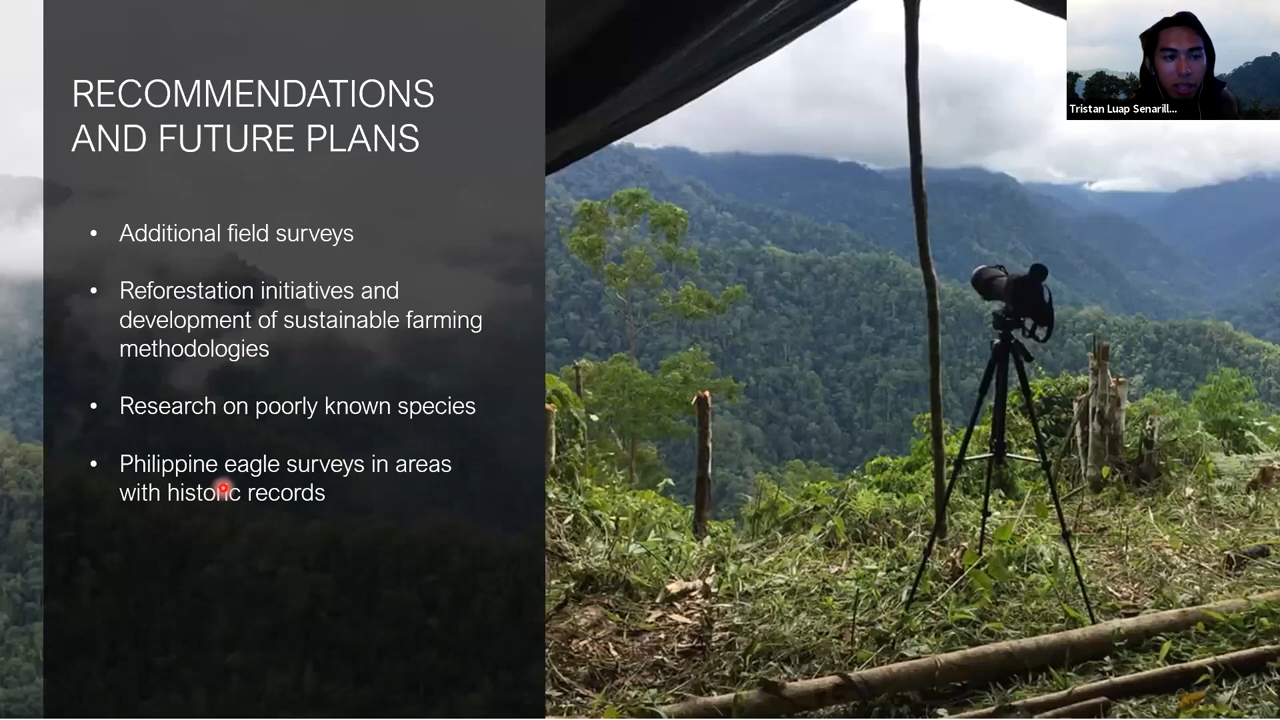 RECOMMENDATIONS
AND FUTURE PLANS
• Additional field surveys
• Reforestation initiatives and
development of sustainable farming
methodologies
• Research on poorly known species
• Philippine eagle surveys in areas
with historic records
Tristan Luap Senarill...